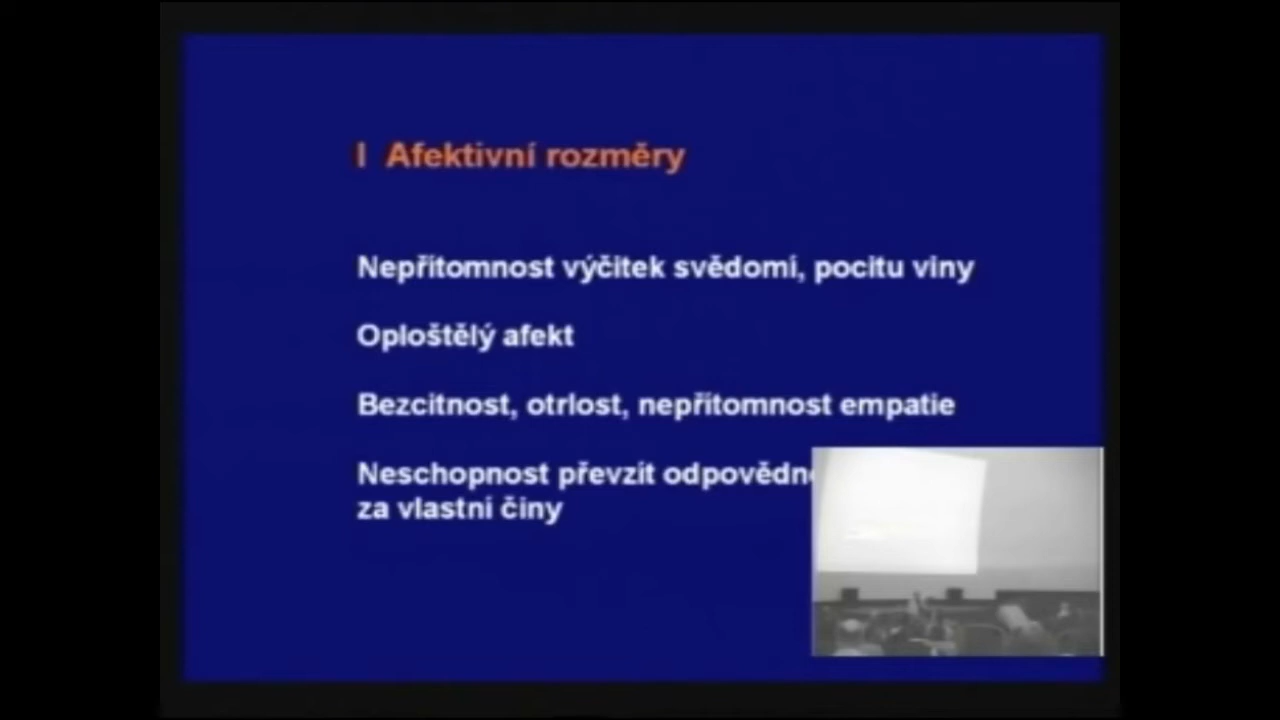 I Afektivní rozměry
Nepřítomnost výčitek svědomí, pocitu viny
Oploštělý afekt
Bezcitnost, otrlost, nepřítomnost empatie
Neschopnost převzít
za vlastní činy